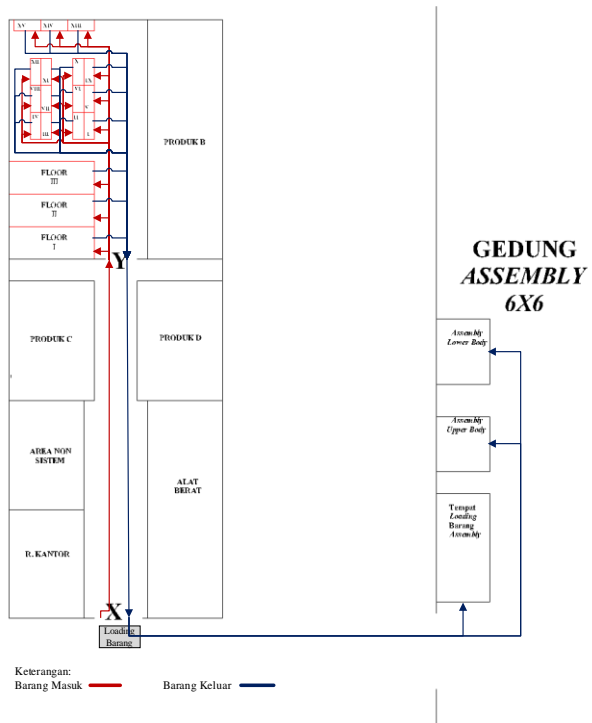 XV XIV XIII
XII X
XI IX
VIII VI
VII V
IV II
III I
PRODUK B
FLOOR
III
FLOOR
II
FLOOR
I
Y
GEDUNG
ASSEMBLY
6X6
PRODUK C
PRODUK D
Assembly
Lower Body
Assembly
Upper Body
AREA NON
SISTEM
ALAT
BERAT
Tempat
Loading
Barang
Assembly
R. KANTOR
X
Loading
Barang
Keterangan:
Barang Masuk Barang Keluar